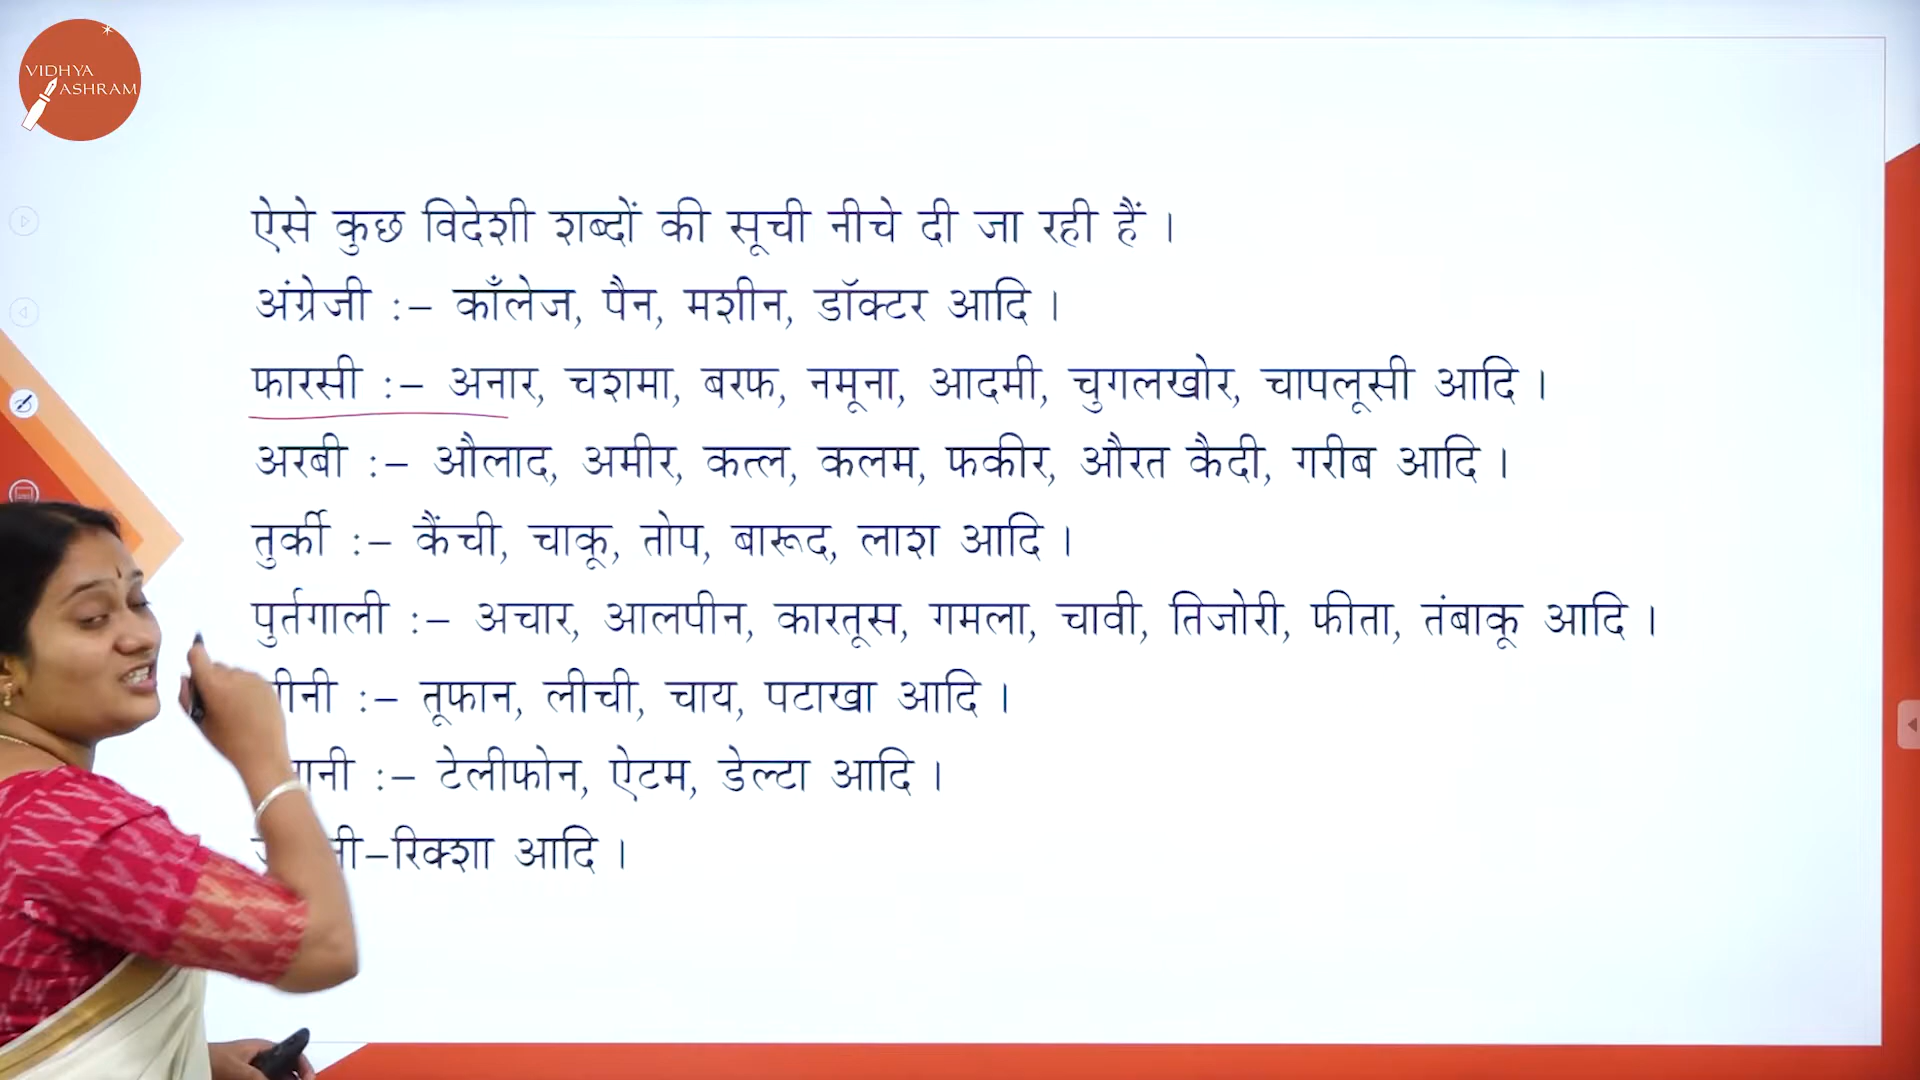 VIDHYA
ASHRAM
ऐसे कुछ विदेशी शब्दों की सूची नीचे दी जा रही हैं ।
अंग्रेजी :– काँलेज, पैन, मशीन, डॉक्टर आदि ।
फारसी :– अनार, चशमा, बरफ, नमूना, आदमी, चुगलखोर, चापलूसी आदि ।
अरबी :– औलाद, अमीर, कत्ल, कलम, फकीर, औरत कैदी, गरीब आदि ।
तुर्की :– कैंची, चाकू, तोप, बारूद, लाश आदि ।
पुर्तगाली :– अचार, आलपीन, कारतूस, गमला, चावी, तिजोरी, फीता, तंबाकू आदि ।
:– तूफान, लीची, चाय, पटाखा आदि ।
:– टेलीफोन, ऐटम, डेल्टा आदि ।
–रिक्शा आदि ।